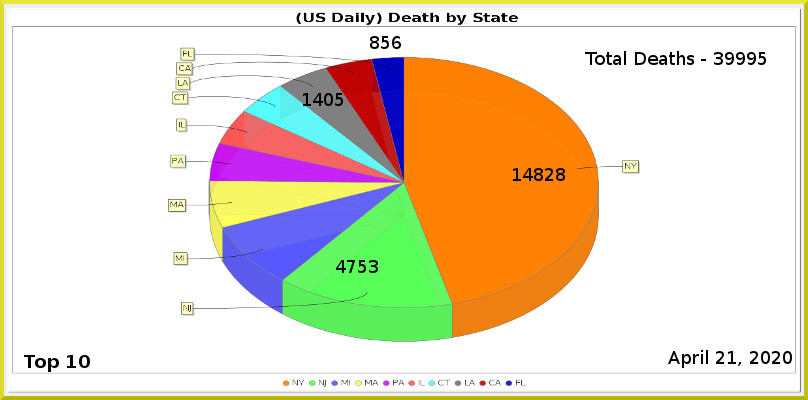 (US Daily) Death by State
856
Total Deaths - 39995
FL
CA
LA
CT
1405
IL
PA
14828
NY
MA
MI
4753
NJ
Top 10
April 21, 2020
NY NJ MI MA PA IL CT LA CA FL